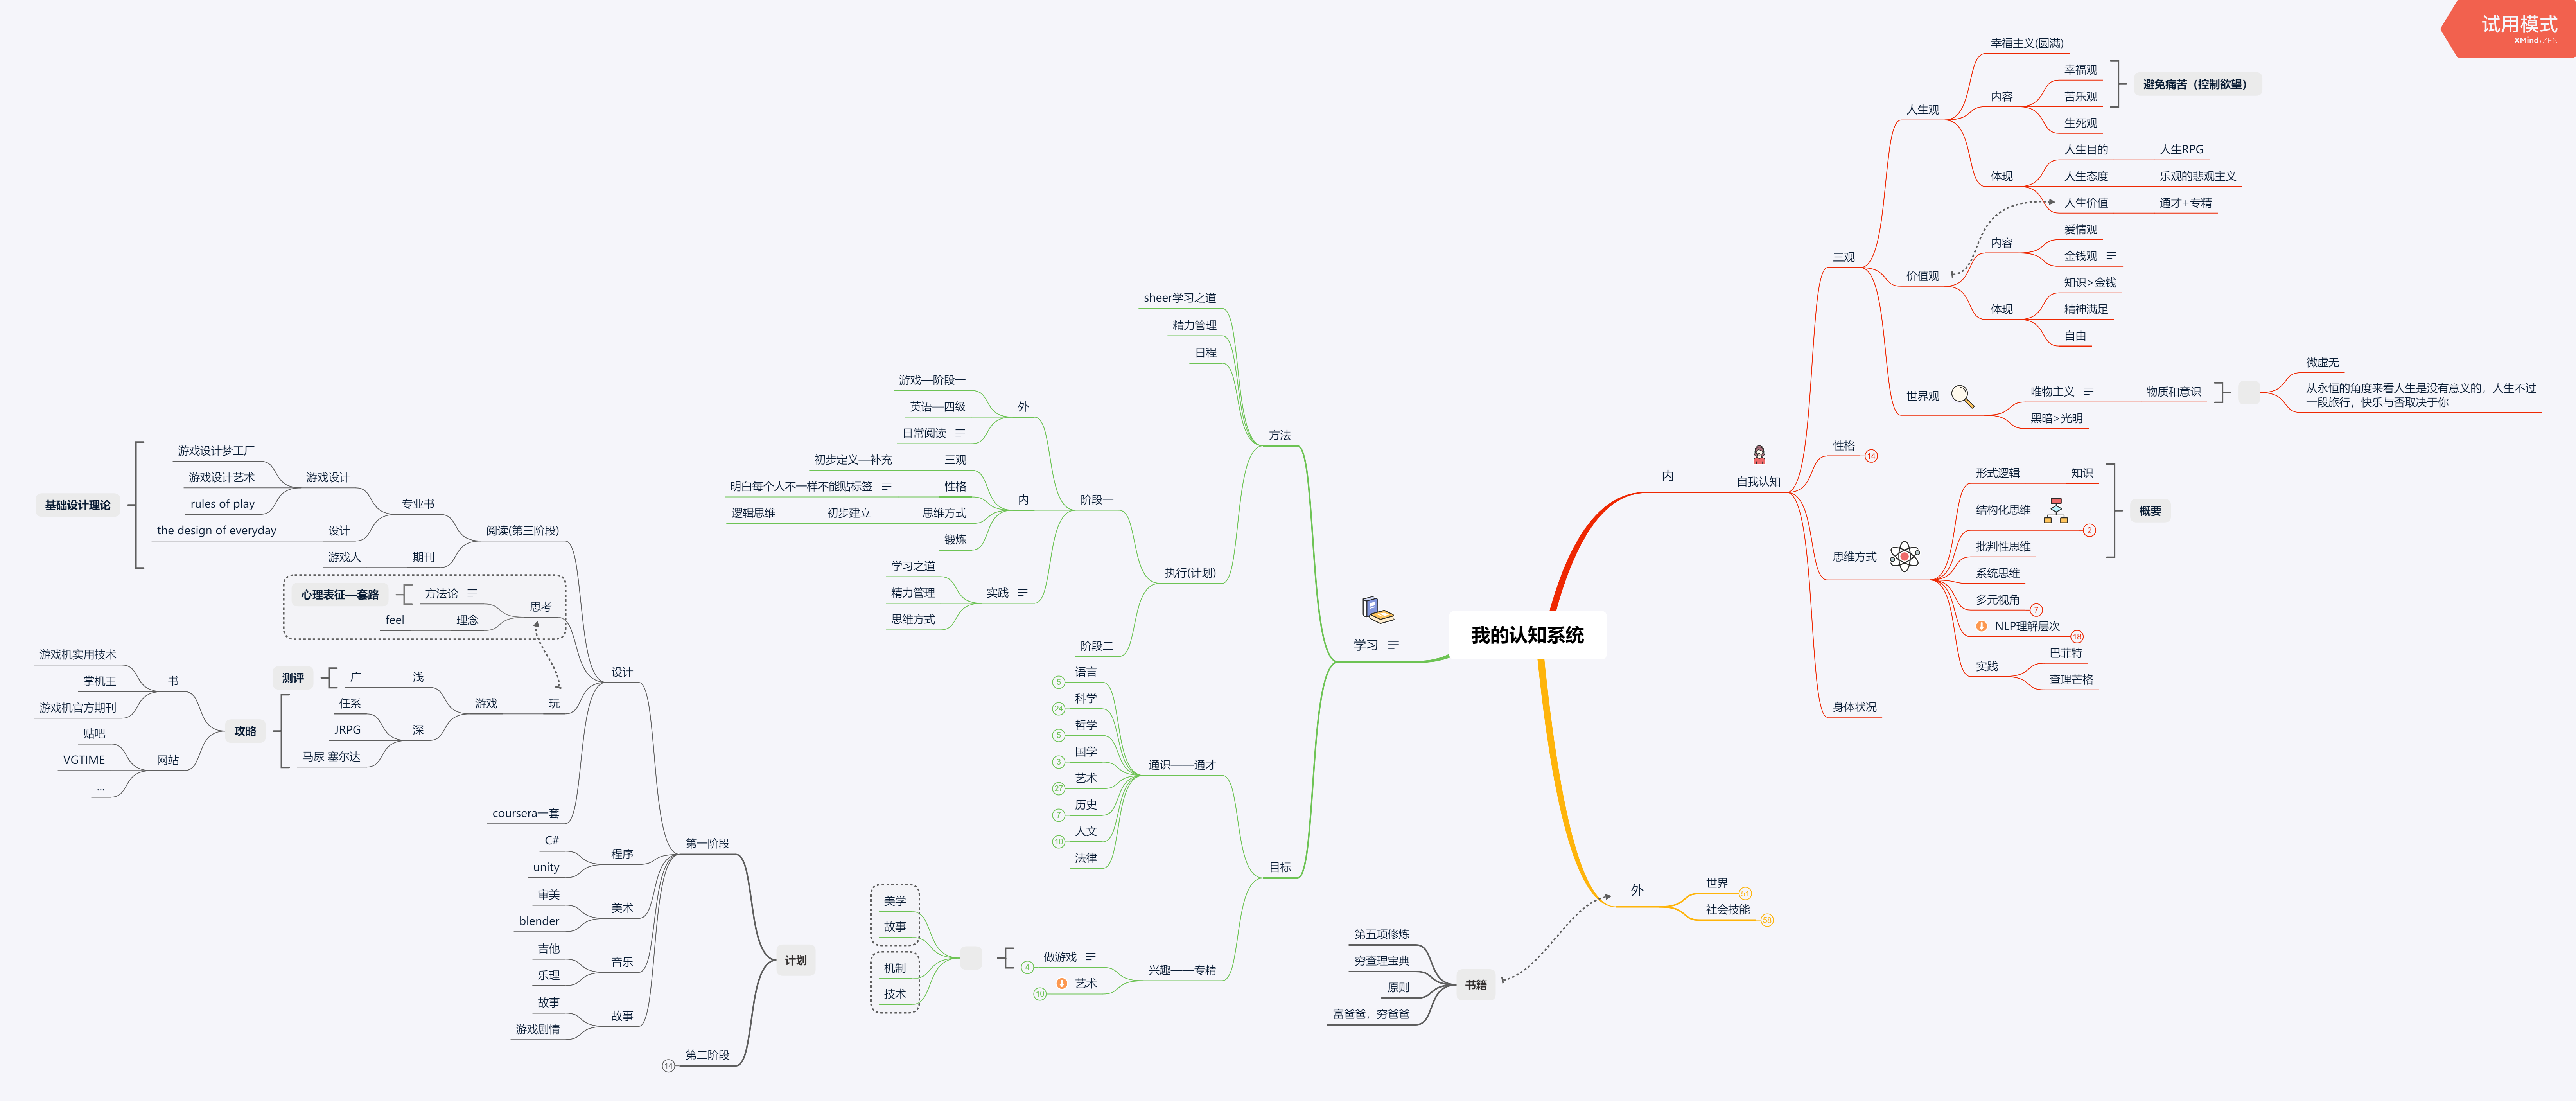 试用模式
XMind:ZEN
我的认知系统
内
自我认知
三观
人生观
幸福主义(圆满)
内容
幸福观
苦乐观
生死观
避免痛苦（控制欲望）
体现
人生目的
人生RPG
人生态度
乐观的悲观主义
人生价值
通才+专精
价值观
内容
爱情观
金钱观
体现
知识>金钱
精神满足
自由
世界观
唯物主义
物质和意识
微虚无
从永恒的角度来看人生是没有意义的，人生不过
一段旅行，快乐与否取决于你
黑暗>光明
性格
14
思维方式
形式逻辑
知识
结构化思维
2
批判性思维
概要
系统思维
多元视角
7
NLP理解层次
18
实践
巴菲特
查理芒格
身体状况
外
世界
51
社会技能
58
书籍
第五项修炼
穷查理宝典
原则
富爸爸，穷爸爸
学习
方法
sheer学习之道
精力管理
日程
执行(计划)
阶段一
外
游戏—阶段一
英语—四级
日常阅读
内
三观
初步定义—补充
性格
明白每个人不一样不能贴标签
思维方式
初步建立
逻辑思维
锻炼
实践
学习之道
精力管理
思维方式
阶段二
目标
通识——通才
语言
5
科学
24
哲学
5
国学
3
艺术
27
历史
7
人文
10
法律
兴趣——专精
做游戏
4
艺术
10
美学
故事
机制
技术
计划
第一阶段
设计
阅读(第三阶段)
专业书
游戏设计
游戏设计梦工厂
游戏设计艺术
rules of play
设计
the design of everyday
期刊
游戏人
基础设计理论
思考
方法论
心理表征—套路
理念
feel
玩
游戏
浅
广
测评
深
任系
JRPG
马尿 塞尔达
攻略
书
游戏机实用技术
掌机王
游戏机官方期刊
网站
贴吧
VGTIME
...
coursera一套
程序
C#
unity
美术
审美
blender
音乐
吉他
乐理
故事
故事
游戏剧情
第二阶段
14